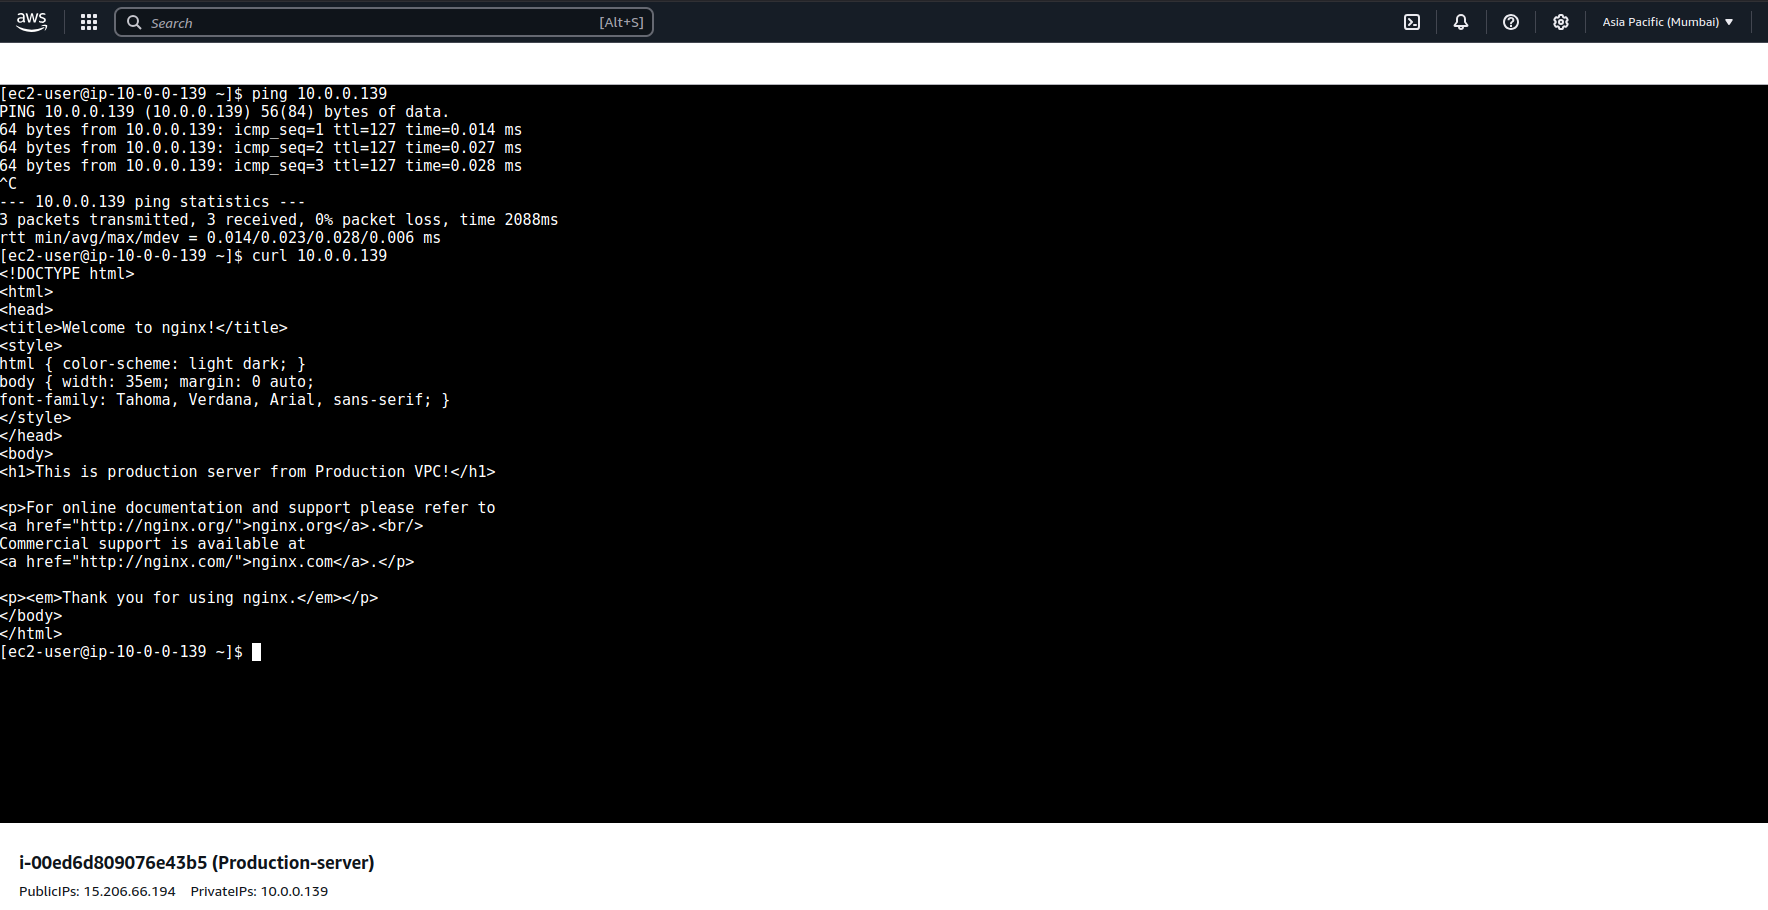 aws
Search [Alt+S]
Asia Pacific (Mumbai)
[ec2-user@ip-10-0-0-139 ~]$ ping 10.0.0.139
PING 10.0.0.139 (10.0.0.139) 56(84) bytes of data.
64 bytes from 10.0.0.139: icmp_seq=1 ttl=127 time=0.014 ms
64 bytes from 10.0.0.139: icmp_seq=2 ttl=127 time=0.027 ms
64 bytes from 10.0.0.139: icmp_seq=3 ttl=127 time=0.028 ms
^C
--- 10.0.0.139 ping statistics ---
3 packets transmitted, 3 received, 0% packet loss, time 2088ms
rtt min/avg/max/mdev = 0.014/0.023/0.028/0.006 ms
[ec2-user@ip-10-0-0-139 ~]$ curl 10.0.0.139
<!DOCTYPE html>
<html>
<head>
<title>Welcome to nginx!</title>
<style>
html { color-scheme: light dark; }
body { width: 35em; margin: 0 auto;
font-family: Tahoma, Verdana, Arial, sans-serif; }
</style>
</head>
<body>
<h1>This is production server from Production VPC!</h1>
<p>For online documentation and support please refer to
<a href="http://nginx.org/">nginx.org</a>.<br/>
Commercial support is available at
<a href="http://nginx.com/">nginx.com</a>.</p>
<p><em>Thank you for using nginx.</em></p>
</body>
</html>
[ec2-user@ip-10-0-0-139 ~]$
i-00ed6d809076e43b5 (Production-server)
PublicIPs: 15.206.66.194 PrivateIPs: 10.0.0.139